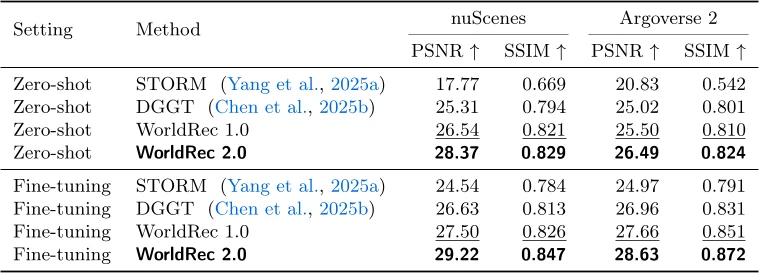 Setting Method nuScenes Argoverse 2
PSNR ↑ SSIM ↑ PSNR ↑ SSIM ↑
Zero-shot STORM (Yang et al., 2025a) 17.77 0.669 20.83 0.542
Zero-shot DGGT (Chen et al., 2025b) 25.31 0.794 25.02 0.801
Zero-shot WorldRec 1.0 26.54 0.821 25.50 0.810
Zero-shot WorldRec 2.0 28.37 0.829 26.49 0.824
Fine-tuning STORM (Yang et al., 2025a) 24.54 0.784 24.97 0.791
Fine-tuning DGGT (Chen et al., 2025b) 26.63 0.813 26.96 0.831
Fine-tuning WorldRec 1.0 27.50 0.826 27.66 0.851
Fine-tuning WorldRec 2.0 29.22 0.847 28.63 0.872